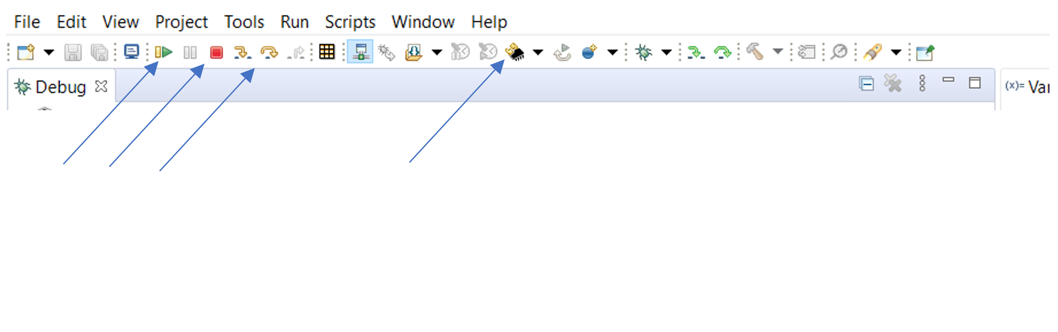 File Edit View Project Tools Run Scripts Window Help
Debug
(x)= Var